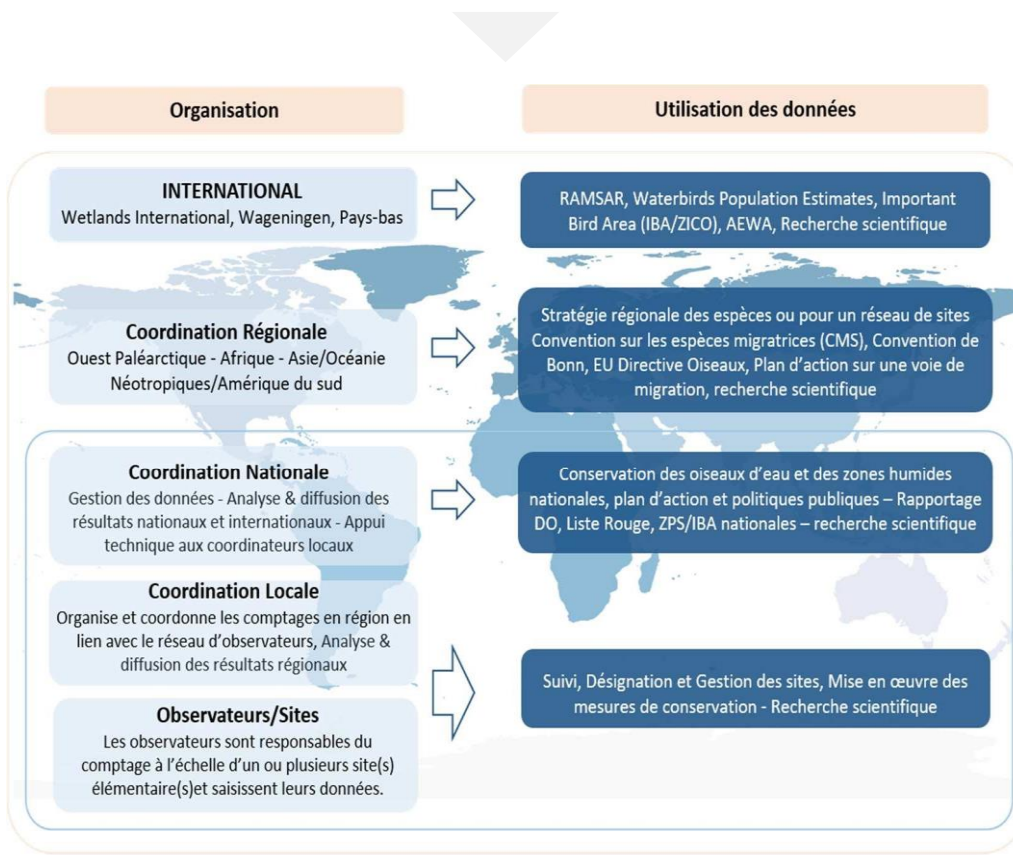 Organisation
Utilisation des données
INTERNATIONAL
Wetlands International, Wageningen, Pays-bas
RAMSAR, Waterbirds Population Estimates, Important
Bird Area (IBA/ZICO), AEWA, Recherche scientifique
Coordination Régionale
Ouest Paléarctique - Afrique - Asie/Océanie
Néotropiques/Amérique du sud
Stratégie régionale des espèces ou pour un réseau de sites
Convention sur les espèces migratrices (CMS), Convention de
Bonn, EU Directive Oiseaux, Plan d'action sur une voie de
migration, recherche scientifique
Coordination Nationale
Gestion des données - Analyse & diffusion des
résultats nationaux et internationaux - Appui
technique aux coordinateurs locaux
Conservation des oiseaux d'eau et des zones humides
nationales, plan d'action et politiques publiques – Rapportage
DO, Liste Rouge, ZPS/IBA nationales – recherche scientifique
Coordination Locale
Organise et coordonne les comptages en région en
lien avec le réseau d'observateurs, Analyse &
diffusion des résultats régionaux
Observateurs/Sites
Les observateurs sont responsables du
comptage à l'échelle d'un ou plusieurs site(s)
élémentaire(s)et saisissent leurs données.
Suivi, Désignation et Gestion des sites, Mise en œuvre des
mesures de conservation - Recherche scientifique